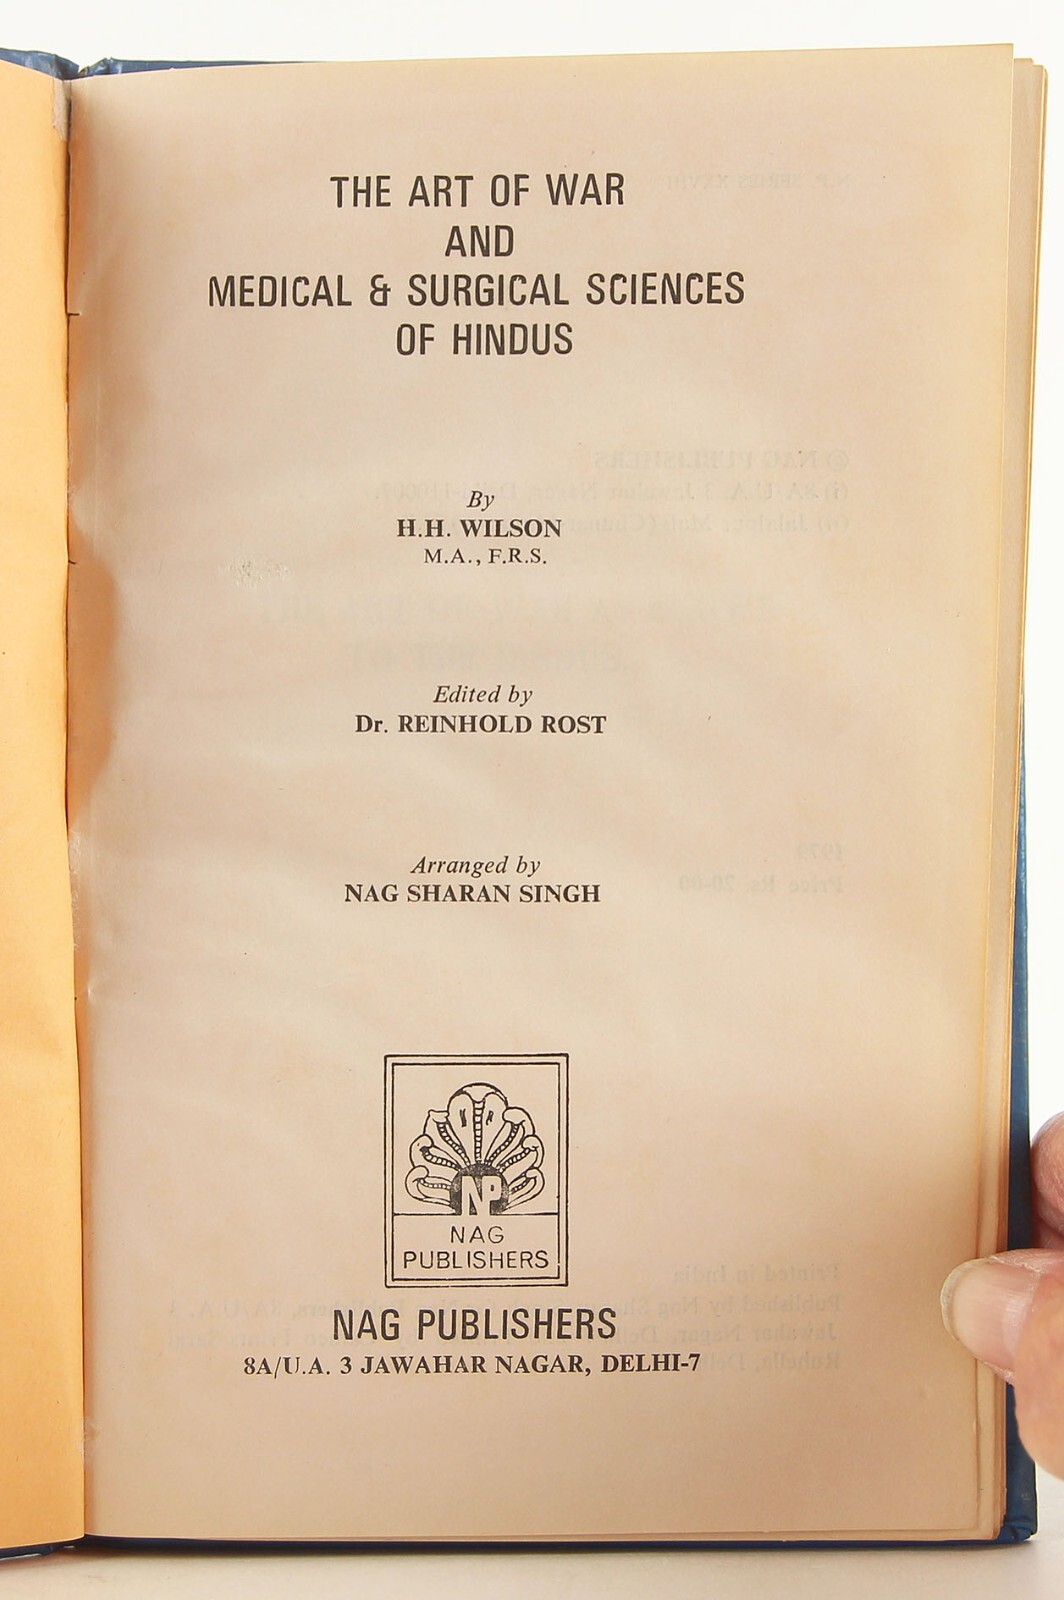 THE ART OF WAR
AND
MEDICAL & SURGICAL SCIENCES
OF HINDUS
By
H.H. WILSON
M.A., F.R.S.
Edited by
Dr. REINHOLD ROST
Arranged by
NAG SHARAN SINGH
NP
NAG
PUBLISHERS
NAG PUBLISHERS
8A/U.A. 3 JAWAHAR NAGAR, DELHI-7